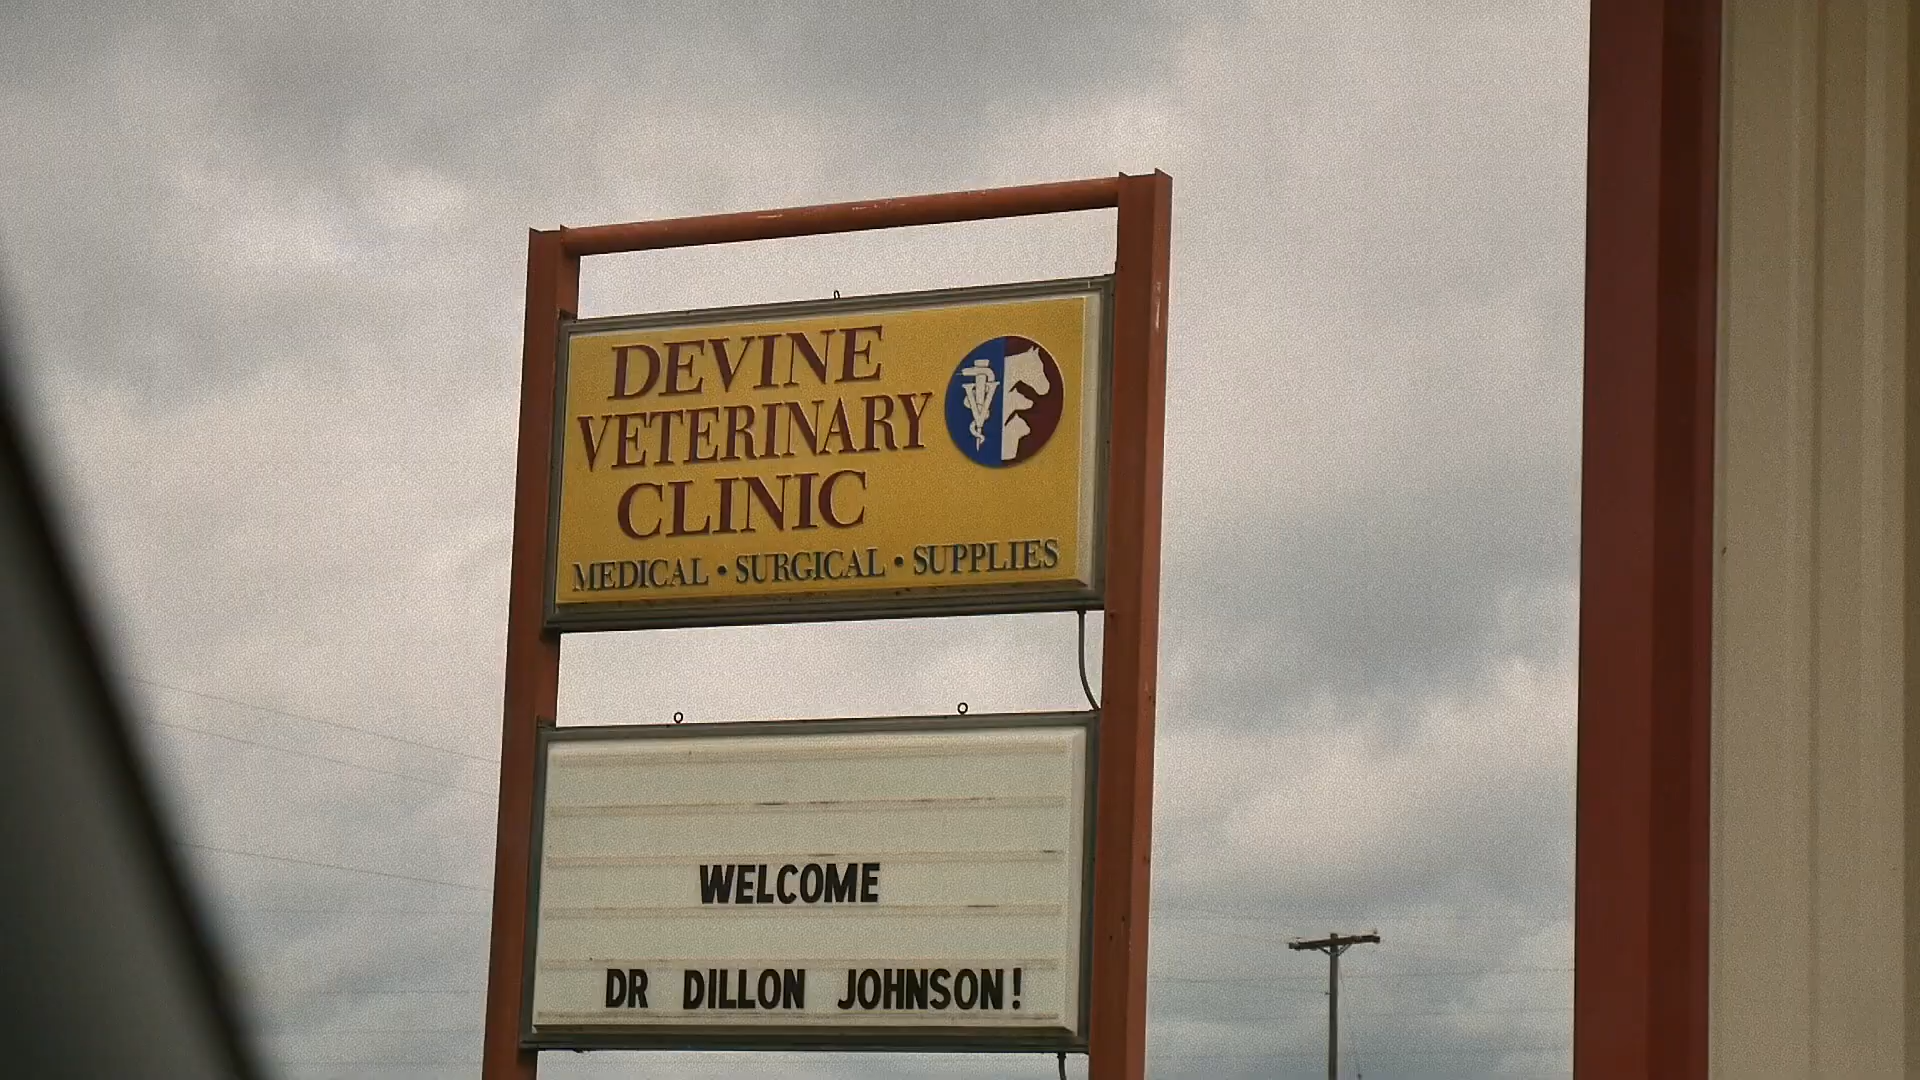 DEVINE
VETERINARY
CLINIC
MEDICAL • SURGICAL • SUPPLIES
WELCOME
DR DILLON JOHNSON!